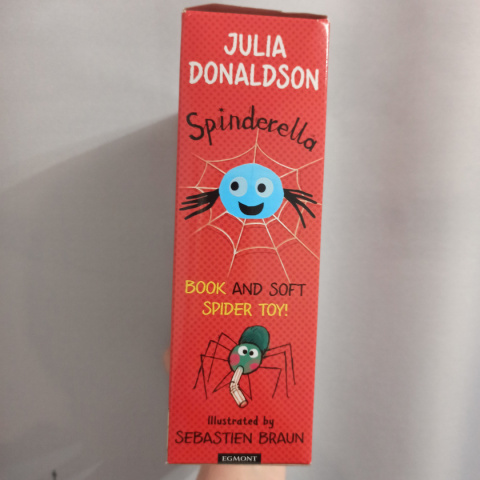 JULIA
DONALDSON
Spinderella
BOOK AND SOFT
SPIDER TOY!
Illustrated by
SEBASTIEN BRAUN
EGMONT